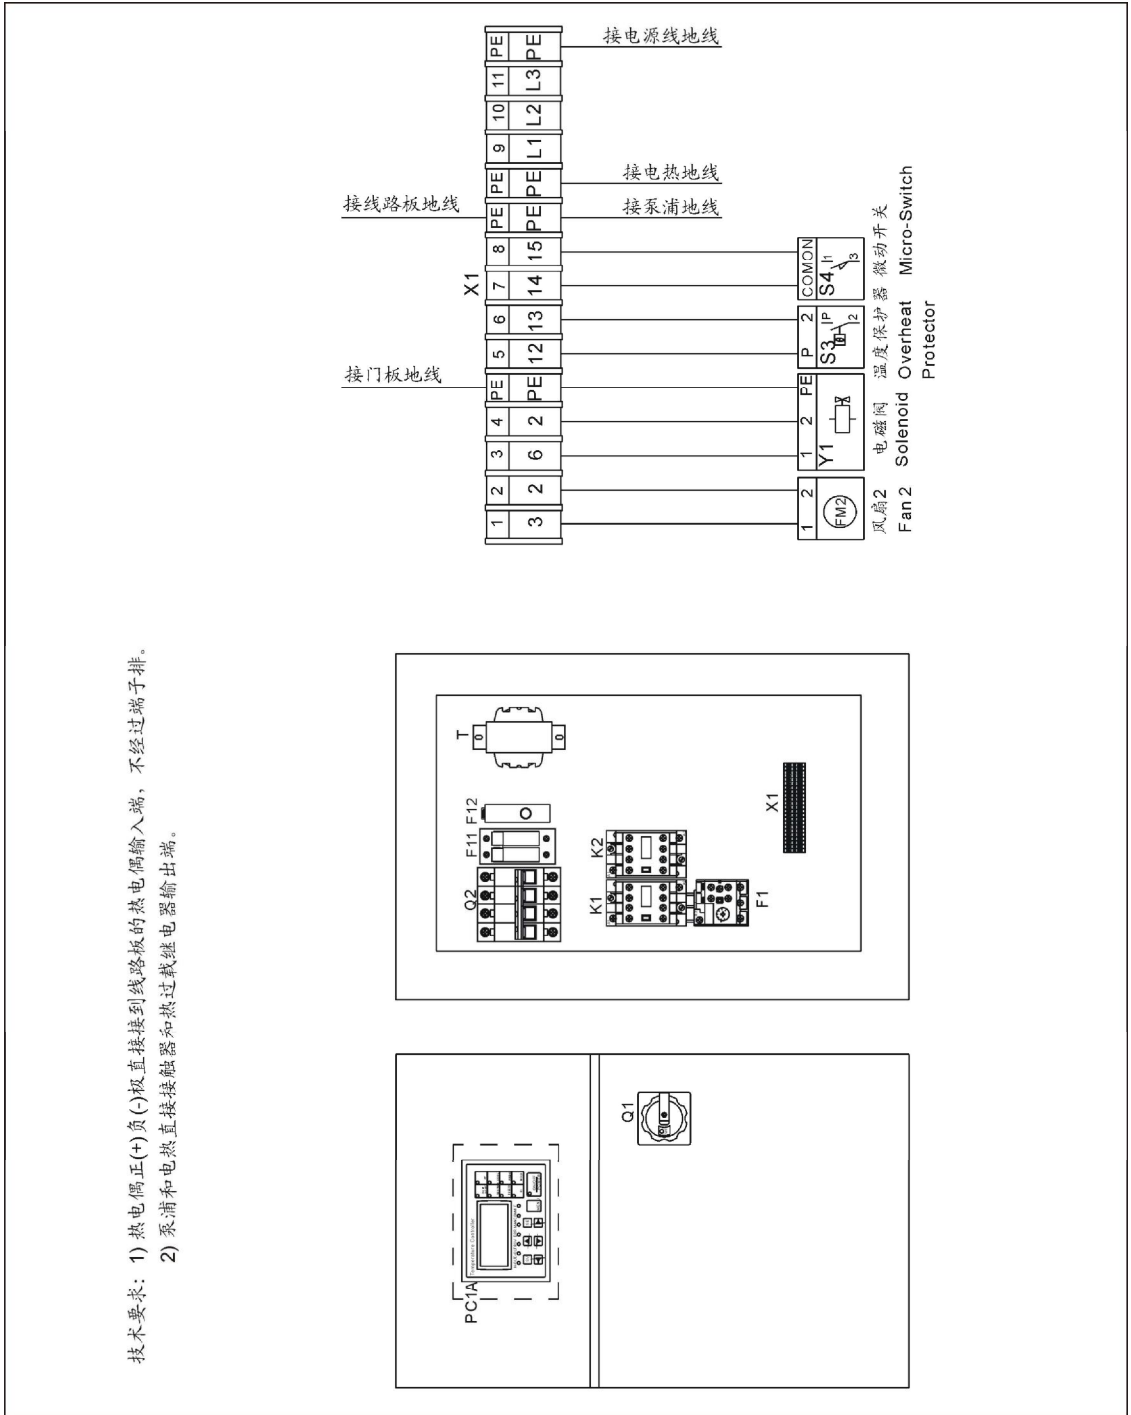 技术要求: 1) 热电偶正(+)负(-)极直接接到线路板的热电偶输入端, 不经过端子排。
2) 泵浦和电热直接接触器和热过载继电器输出端。
PC1A
Temperature Controller
Q1
Q2
F11
F12
T
0
0
K1
K2
F1
X1
接门板地线
接线路板地线
X1
1 2 3 4 PE 5 6 7 8 PE PE 9 10 11 PE
3 2 6 2 PE 12 13 14 15 PE PE L1 L2 L3 PE
接泵浦地线
接电热地线
接电源线地线
1 2
FM2
1 2 PE
Y1
P 2
S3
P
2
COMON
S4
1
3
风扇2
Fan 2
电磁阀
Solenoid
温度保护器
Overheat
Protector
微动开关
Micro-Switch